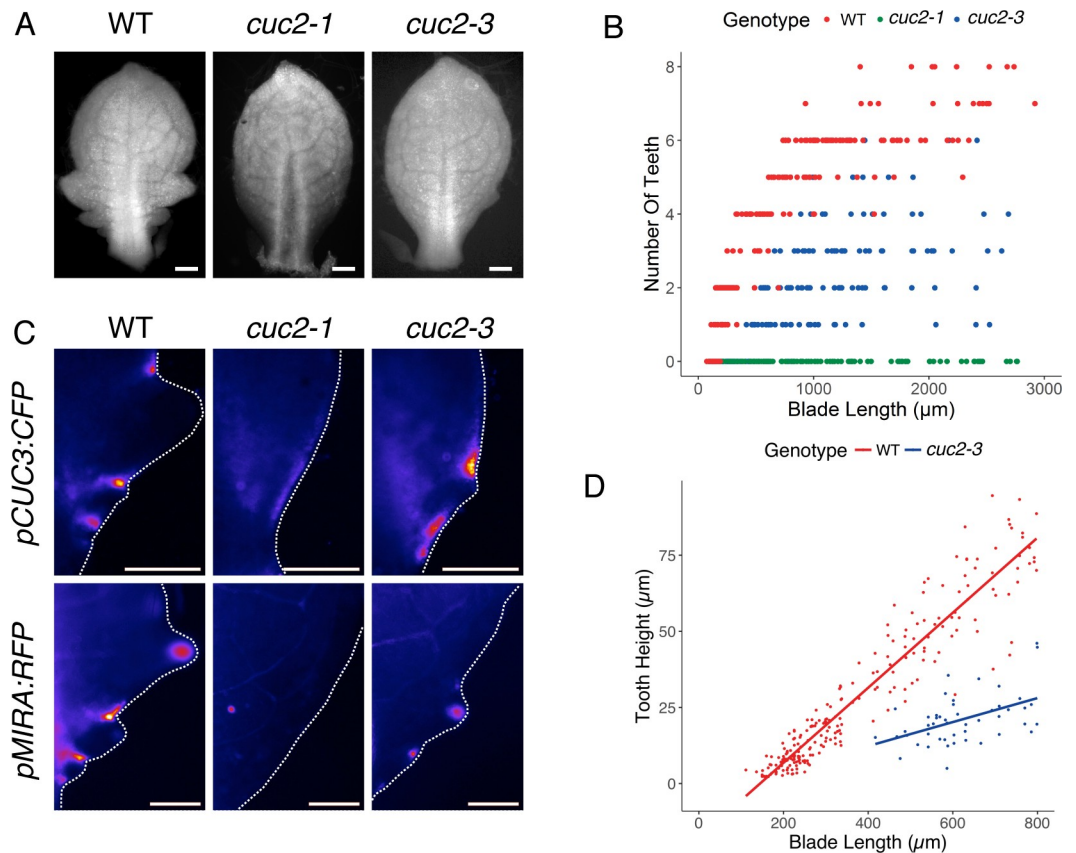 A
WT
cuc2-1
cuc2-3
B
Genotype WT cuc2-1 cuc2-3
Number Of Teeth
8
6
4
2
0
0 1000 2000 3000
Blade Length (µm)
C
WT
cuc2-1
cuc2-3
pCUC3:CFP
pMIRA:RFP
D
Genotype WT cuc2-3
Tooth Height (µm)
75
50
25
0
0 200 400 600 800
Blade Length (µm)